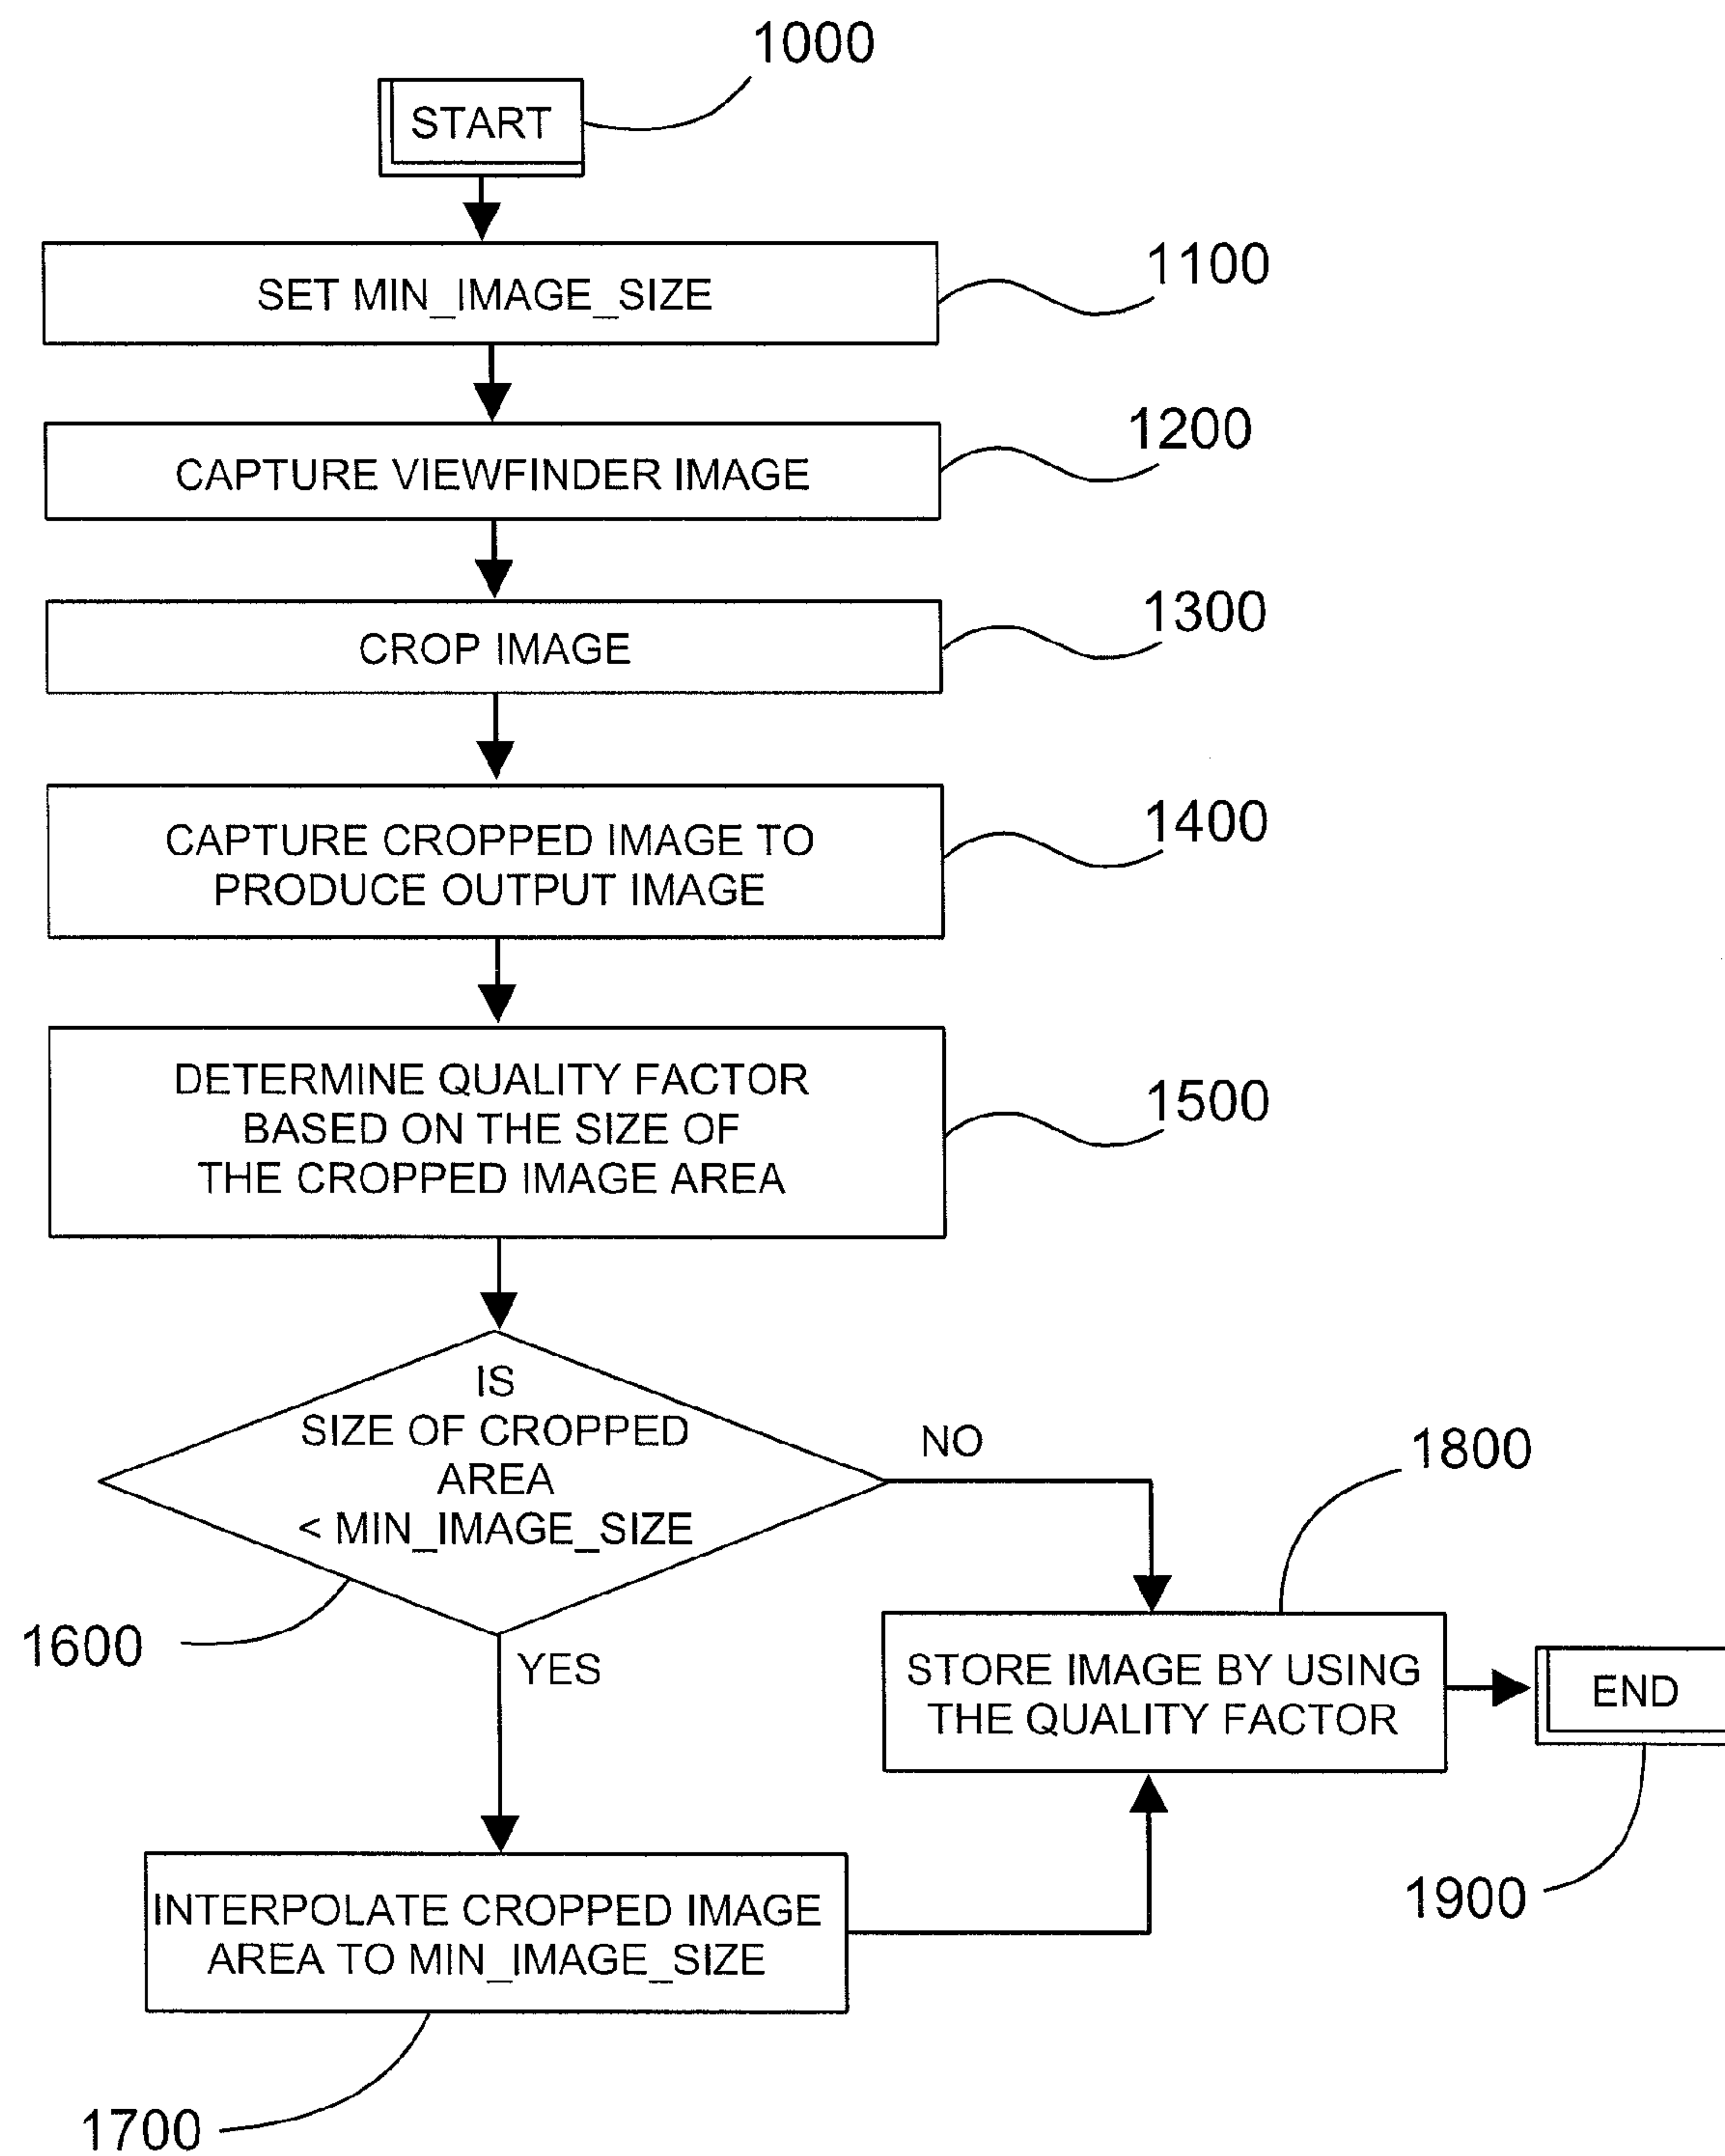 1000
START
1100
SET MIN_IMAGE_SIZE
1200
CAPTURE VIEWFINDER IMAGE
1300
CROP IMAGE
1400
CAPTURE CROPPED IMAGE TO
PRODUCE OUTPUT IMAGE
1500
DETERMINE QUALITY FACTOR
BASED ON THE SIZE OF
THE CROPPED IMAGE AREA
IS
SIZE OF CROPPED
AREA
< MIN_IMAGE_SIZE
NO
1600
YES
1800
STORE IMAGE BY USING
THE QUALITY FACTOR
END
1900
INTERPOLATE CROPPED IMAGE
AREA TO MIN_IMAGE_SIZE
1700